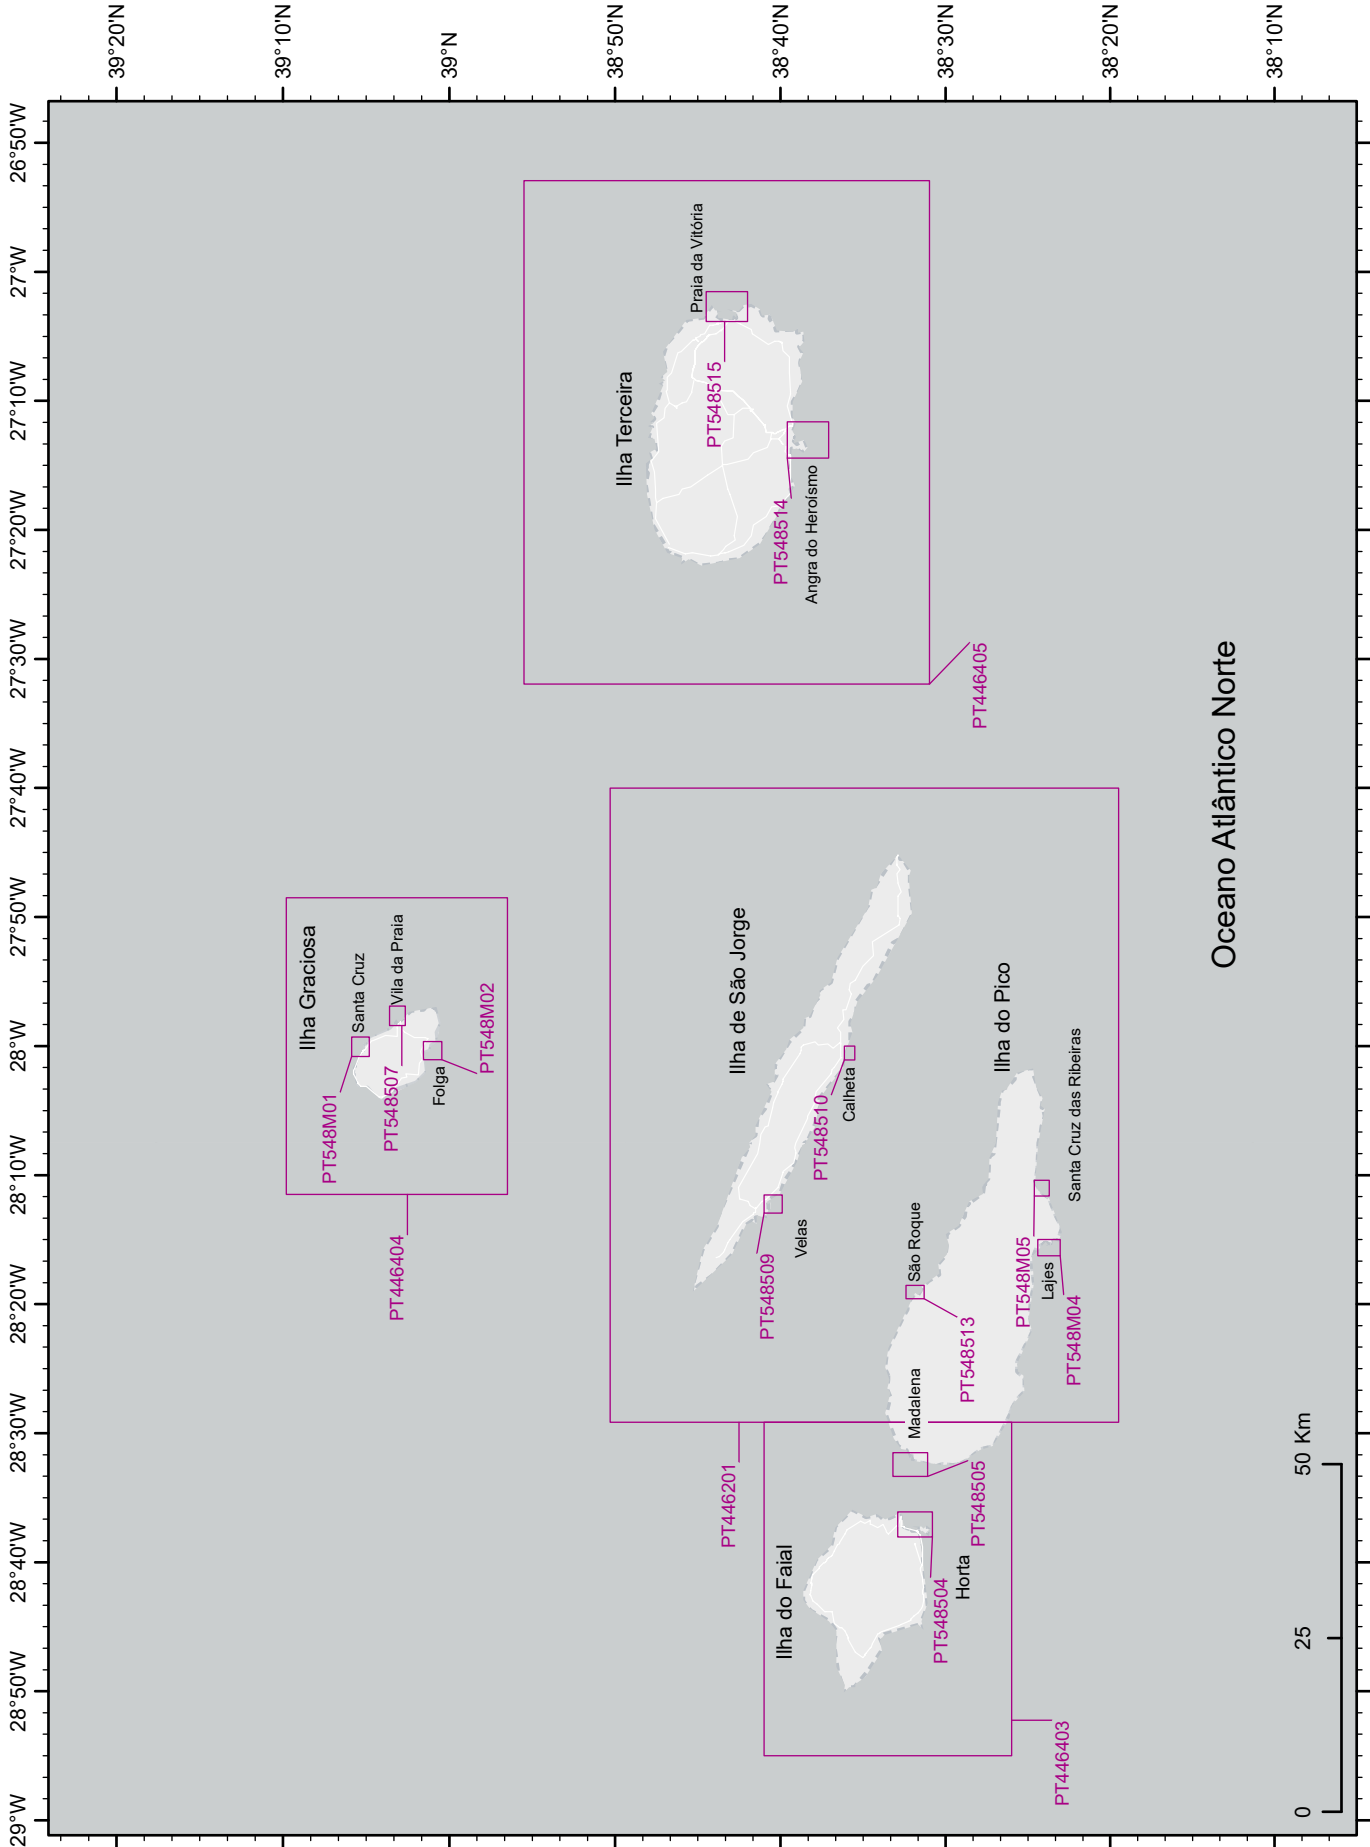 39°20'N
39°10'N
39°N
38°50'N
38°40'N
38°30'N
38°20'N
38°10'N
29°W
28°50'W
28°40'W
28°30'W
28°20'W
28°10'W
28°W
27°50'W
27°40'W
27°30'W
27°20'W
27°10'W
27°W
26°50'W
Ilha Graciosa
PT548M01
Santa Cruz
PT548507
Vila da Praia
PT446404
Folga
PT548M02
Ilha Terceira
Praia da Vitória
PT548515
PT548514
Angra do Heroísmo
PT446405
Ilha de São Jorge
PT446201
PT548509
Velas
PT548510
Calheta
Ilha do Faial
Madalena
São Roque
PT548504
Horta
PT548505
PT548513
Ilha do Pico
PT548M05
Lajes
PT548M04
Santa Cruz das Ribeiras
PT446403
Oceano Atlântico Norte
0
25
50 Km